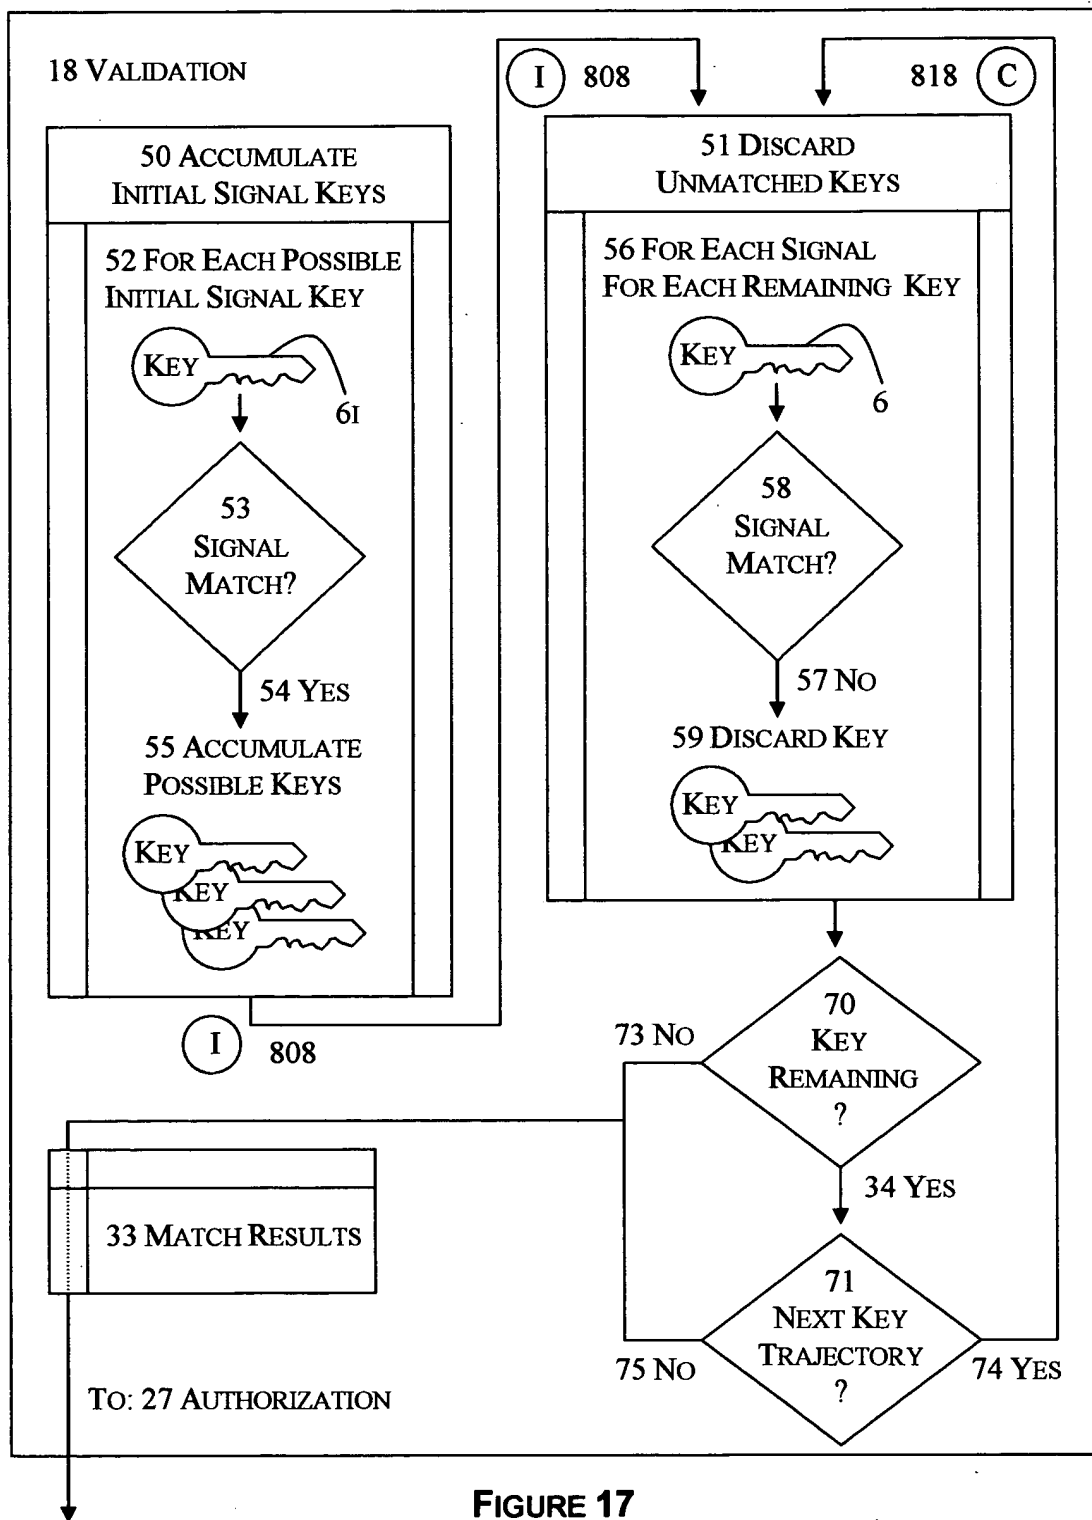 18 VALIDATION
I 808
818 C
50 ACCUMULATE
INITIAL SIGNAL KEYS
52 FOR EACH POSSIBLE
INITIAL SIGNAL KEY
KEY
6I
53
SIGNAL
MATCH?
54 YES
55 ACCUMULATE
POSSIBLE KEYS
KEY
KEY
KEY
I 808
51 DISCARD
UNMATCHED KEYS
56 FOR EACH SIGNAL
FOR EACH REMAINING KEY
KEY
6
58
SIGNAL
MATCH?
57 NO
59 DISCARD KEY
KEY
KEY
70
KEY
REMAINING
?
73 NO
34 YES
71
NEXT KEY
TRAJECTORY
?
75 NO
74 YES
33 MATCH RESULTS
TO: 27 AUTHORIZATION
FIGURE 17